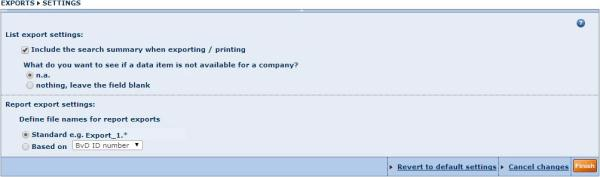 EXPORTS ▸ SETTINGS
?
List export settings:
Include the search summary when exporting / printing
What do you want to see if a data item is not available for a company?
n.a.
nothing, leave the field blank
Report export settings:
Define file names for report exports
Standard e.g. Export_1.*
Based on BvD ID number
Revert to default settings Cancel changes Finish